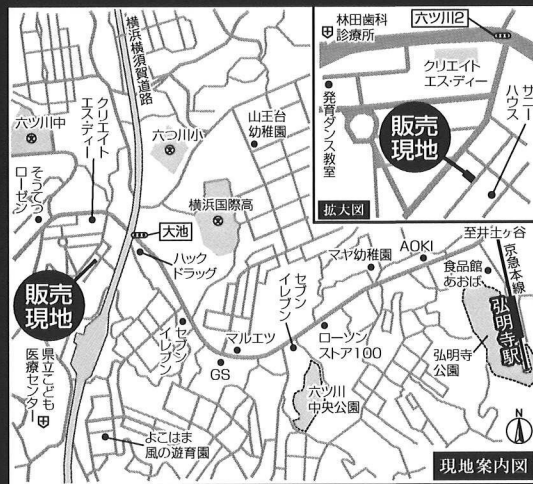 横浜横須賀道路
クリエイト
エス・ディー
六ツ川中
そうてつ
ローゼン
六つ川小
山王台
幼稚園
横浜国際高
大池
ハック
ドラッグ
販売
現地
県立こども
医療センター
セブン
イレブン
GS
マルエツ
セブン
イレブン
マヤ幼稚園
AOKI
ローソン
ストア100
六ツ川
中央公園
食品館
あおば
至井土ヶ谷
京急本線
弘明寺駅
弘明寺
公園
よこはま
風の遊育園
N
現地案内図
林田歯科
診療所
六ツ川2
クリエイト
エス・ディー
サニー
ハウス
発育ダンス教室
販売
現地
拡大図